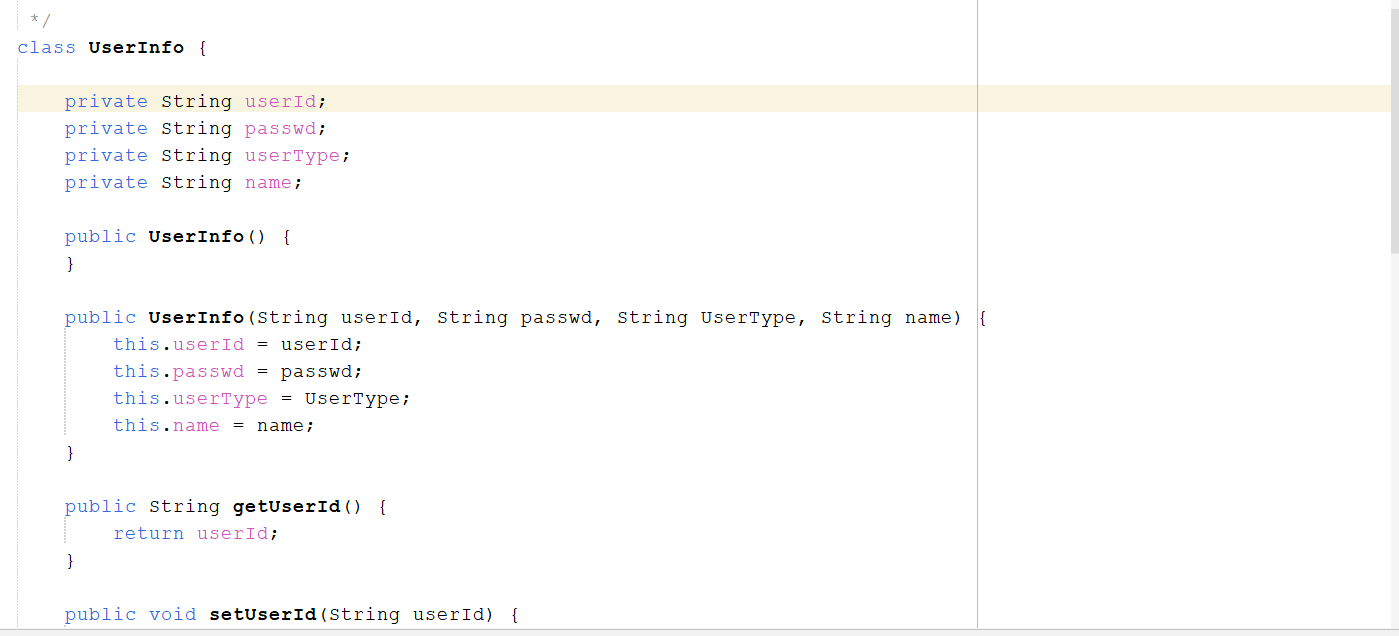 */
class UserInfo {
private String userId;
private String passwd;
private String userType;
private String name;
public UserInfo() {
}
public UserInfo(String userId, String passwd, String UserType, String name) {
this.userId = userId;
this.passwd = passwd;
this.userType = UserType;
this.name = name;
}
public String getUserId() {
return userId;
}
public void setUserId(String userId) {